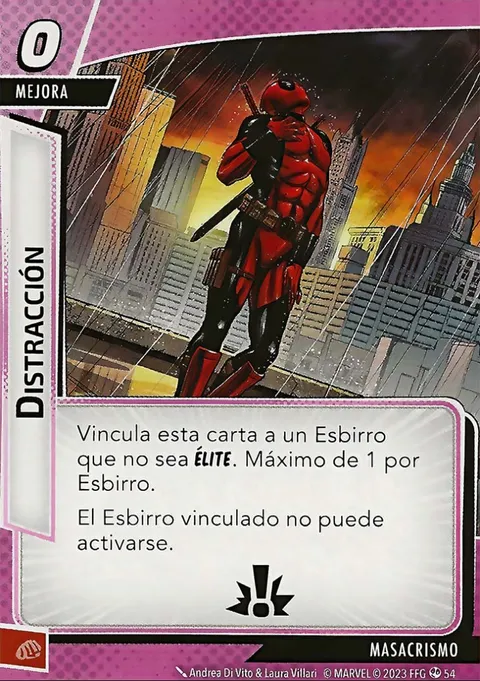 0
MEJORA
DISTRACCIÓN
Vincula esta carta a un Esbirro
que no sea ÉLITE. Máximo de 1 por
Esbirro.
El Esbirro vinculado no puede
activarse.
MASACRISMO
Andrea Di Vito & Laura Villari © MARVEL © 2023 FFG 54